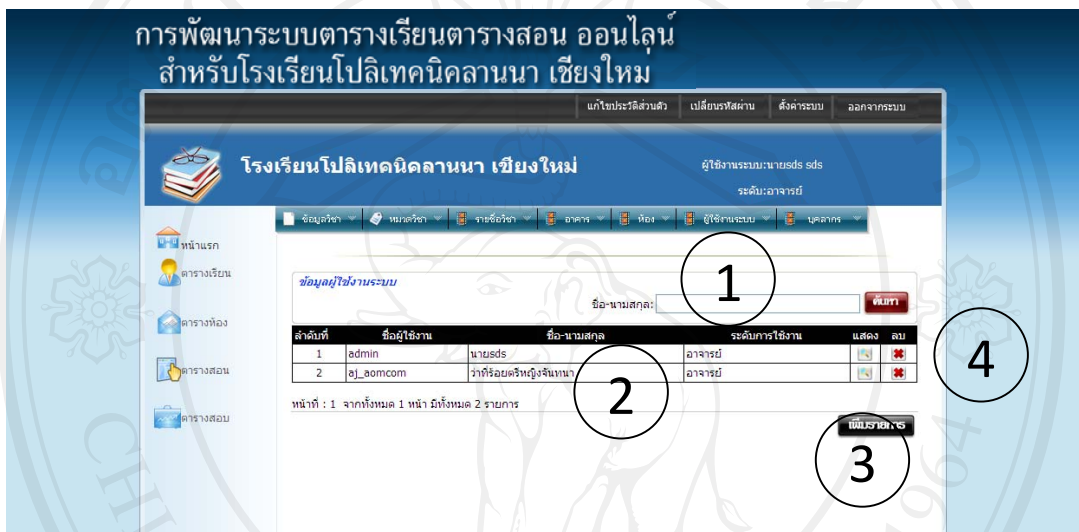 การพัฒนาระบบตารางเรียนตารางสอน ออนไลน์
สำหรับโรงเรียนโปลิเทคนิคลานนา เชียงใหม่
แก้ไขประวัติส่วนตัว เปลี่ยนรหัสผ่าน ตั้งค่าระบบ ออกจากระบบ
โรงเรียนโปลิเทคนิคลานนา เชียงใหม่
ผู้ใช้งานระบบ:นายsds sds
ระดับ:อาจารย์
ข้อมูลวิชา หมวดวิชา รายชื่อวิชา อาคาร ห้อง ผู้ใช้งานระบบ บุคลากร
หน้าแรก
ตารางเรียน
ตารางห้อง
ตารางสอน
ตารางสอบ
ข้อมูลผู้ใช้งานระบบ
1
ชื่อ-นามสกุล: ค้นหา
ลำดับที่ ชื่อผู้ใช้งาน ชื่อ-นามสกุล ระดับการใช้งาน แสดง ลบ
1 admin นายsds อาจารย์
2 aj_aomcom ว่าที่ร้อยตรีหญิงจันทนา อาจารย์
4
2
หน้าที่ : 1 จากทั้งหมด 1 หน้า มีทั้งหมด 2 รายการ
เพิ่มรายการ
3